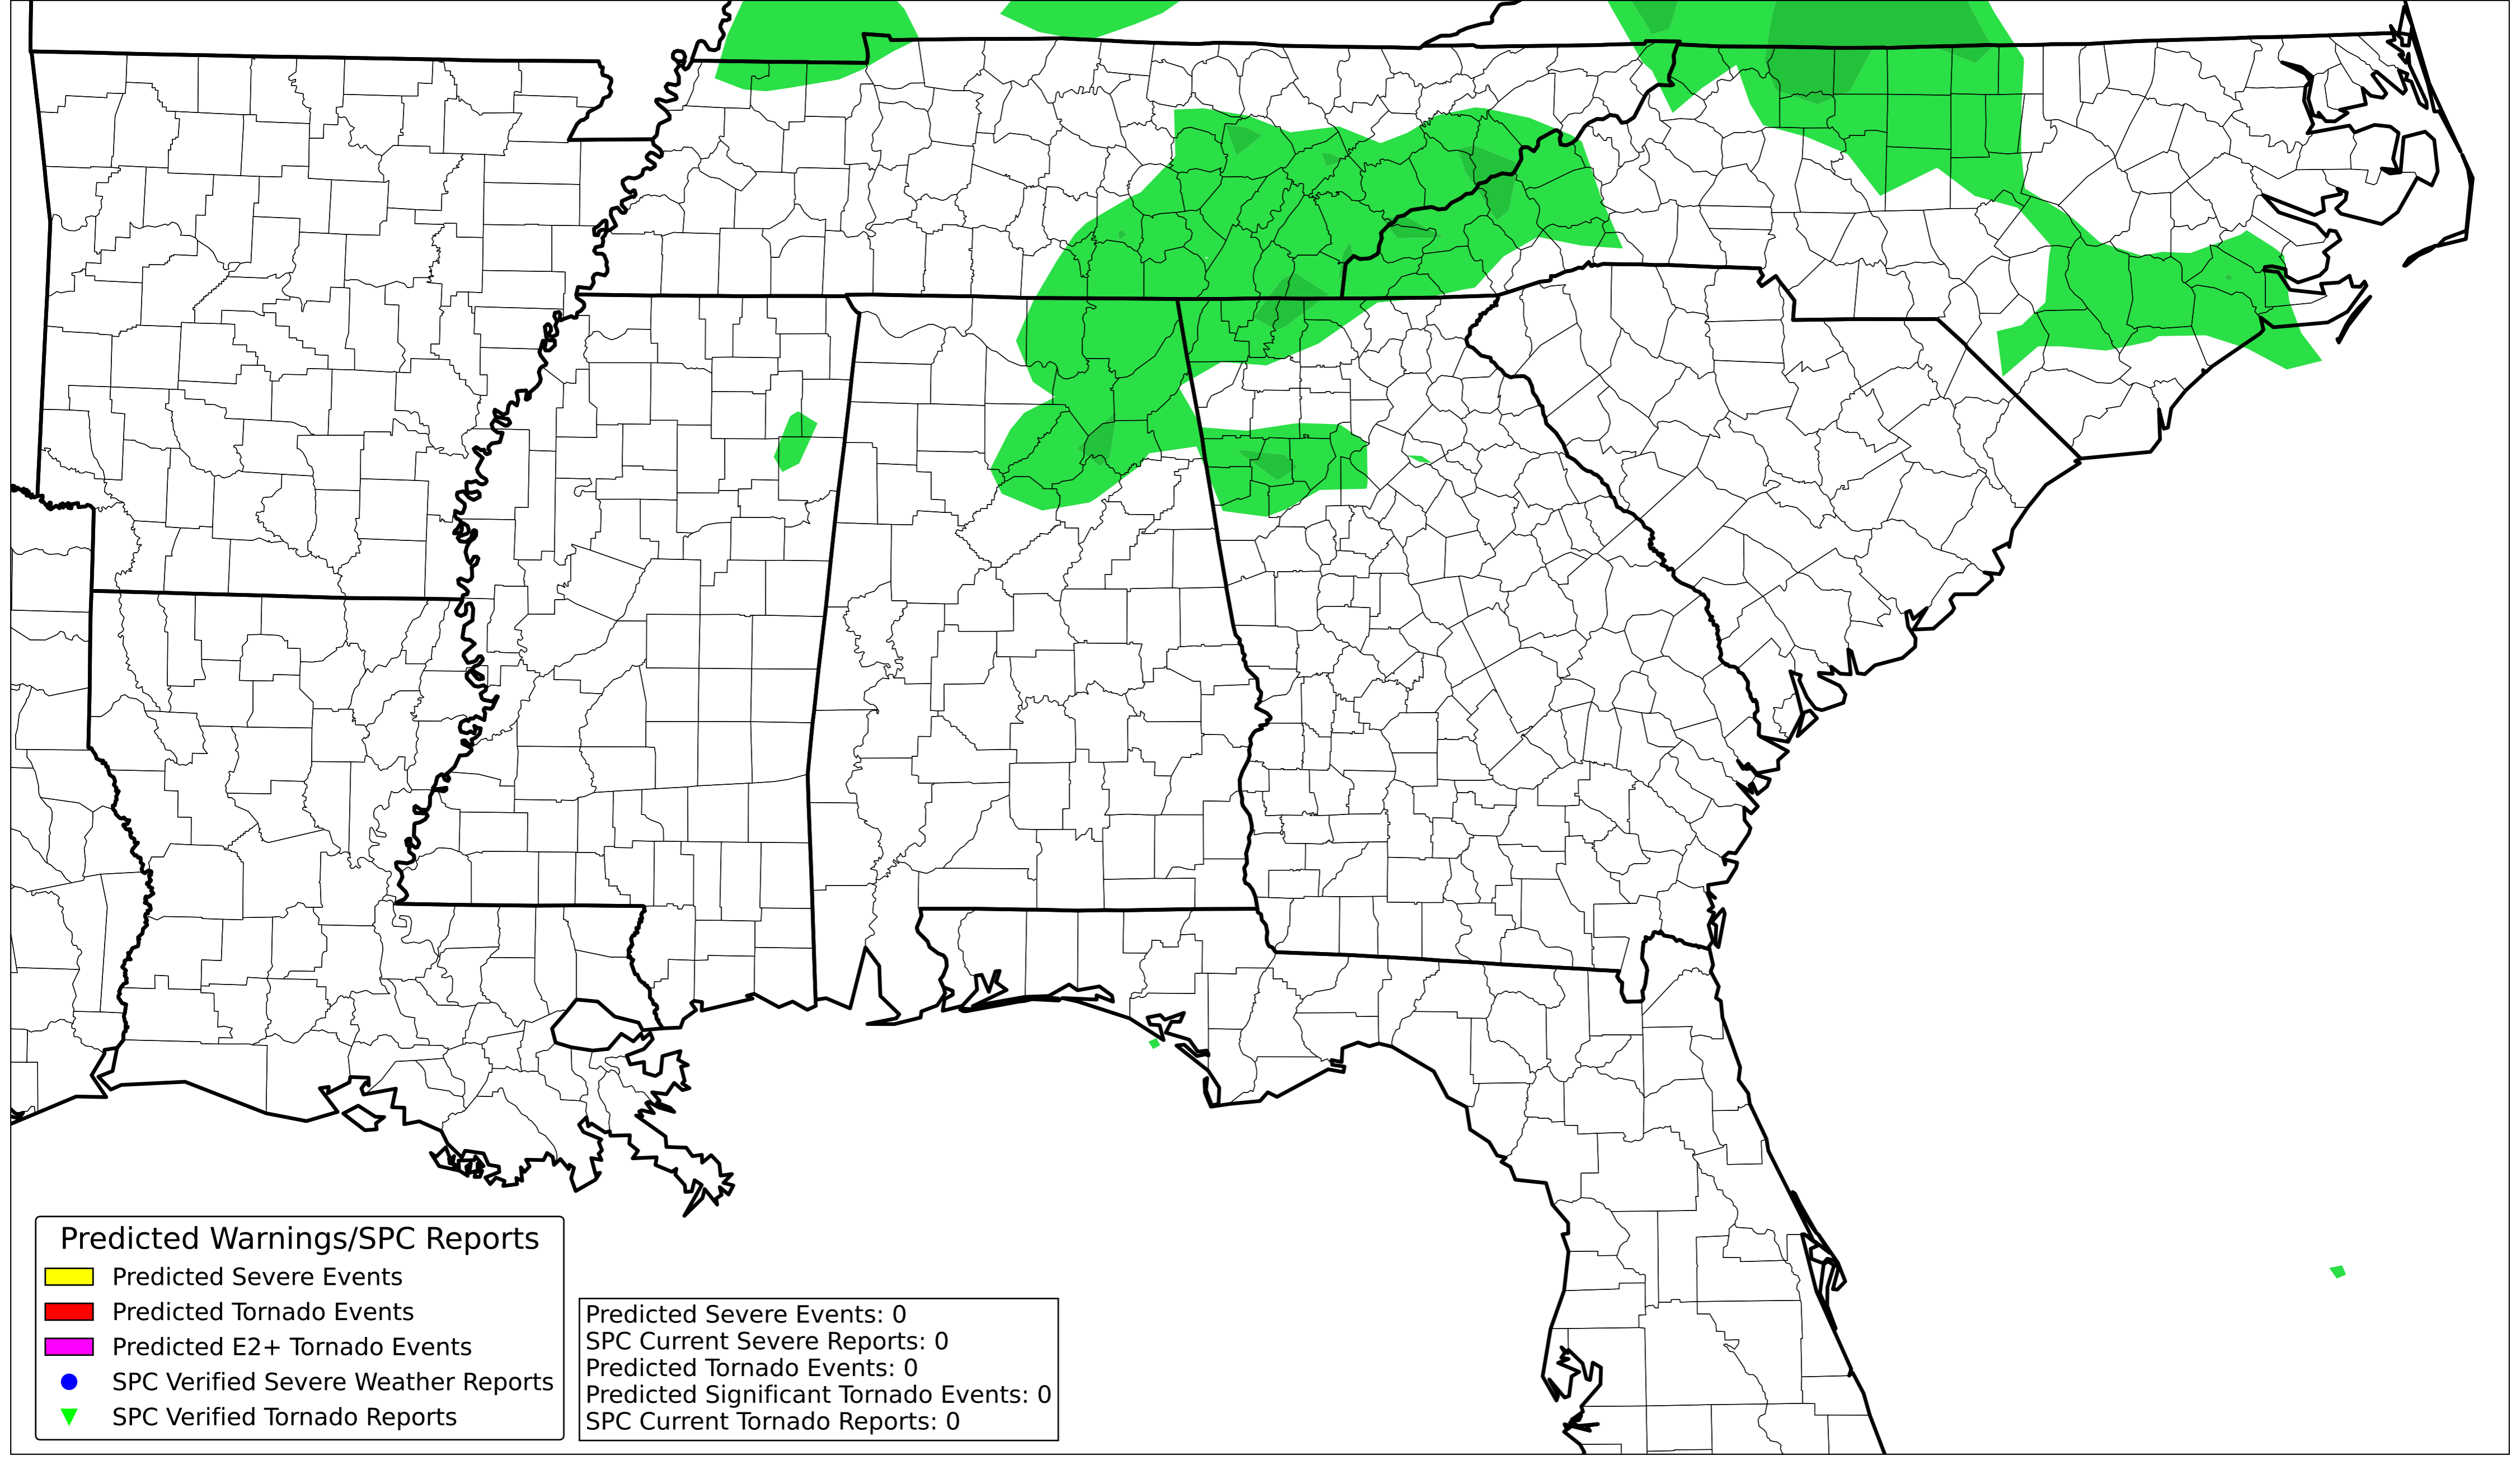 Predicted Warnings/SPC Reports
Predicted Severe Events
Predicted Tornado Events
Predicted E2+ Tornado Events
SPC Verified Severe Weather Reports
SPC Verified Tornado Reports
Predicted Severe Events: 0
SPC Current Severe Reports: 0
Predicted Tornado Events: 0
Predicted Significant Tornado Events: 0
SPC Current Tornado Reports: 0